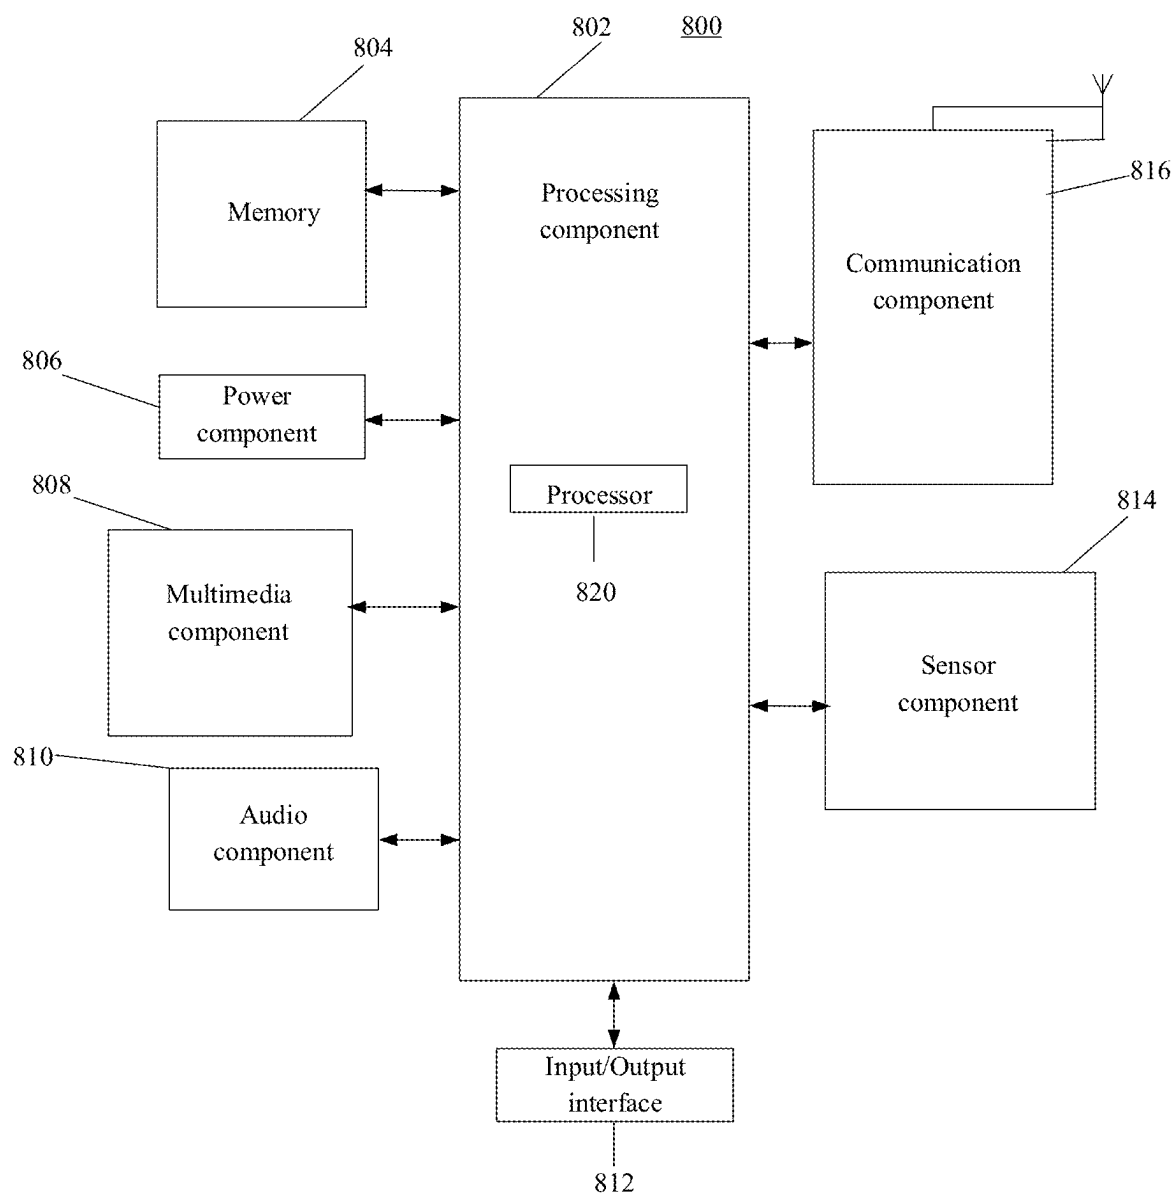 802
800
804
Memory
Processing
component
816
Communication
component
806
Power
component
808
Processor
820
814
Multimedia
component
Sensor
component
810
Audio
component
Input/Output
interface
812